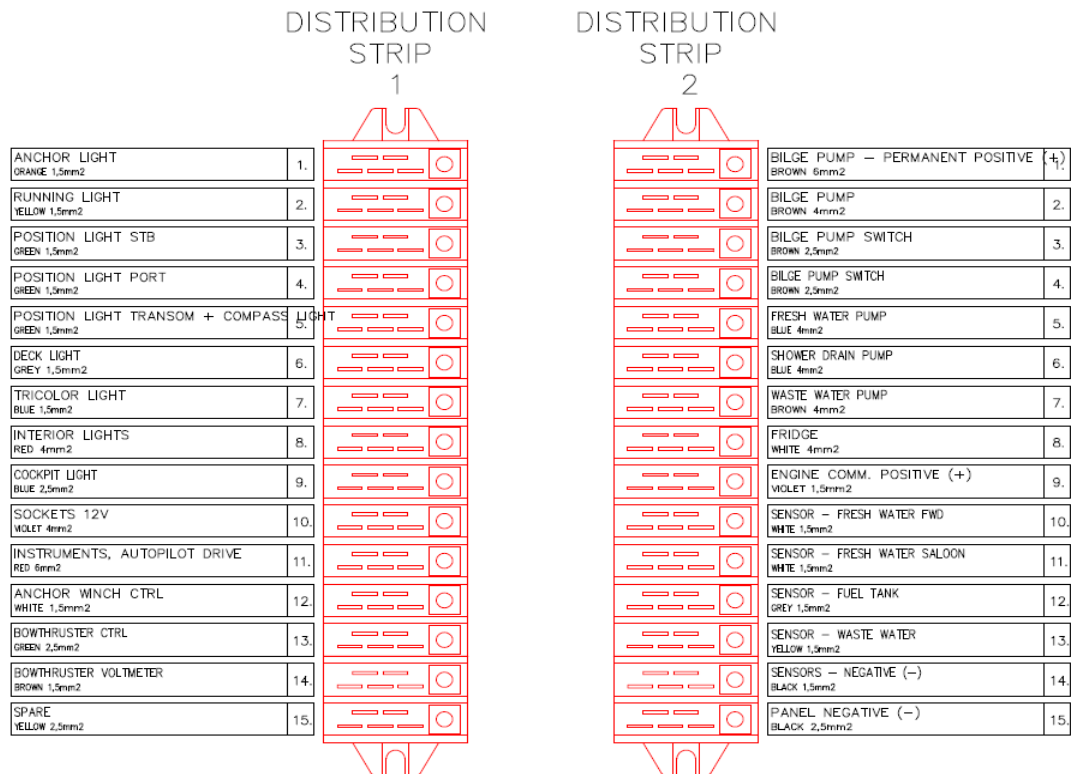 DISTRIBUTION
STRIP
1
ANCHOR LIGHT
ORANGE 1,5mm2
1.
RUNNING LIGHT
YELLOW 1,5mm2
2.
POSITION LIGHT STB
GREEN 1,5mm2
3.
POSITION LIGHT PORT
GREEN 1,5mm2
4.
POSITION LIGHT TRANSOM + COMPASS LIGHT
GREEN 1,5mm2
5.
DECK LIGHT
GREY 1,5mm2
6.
TRICOLOR LIGHT
BLUE 1,5mm2
7.
INTERIOR LIGHTS
RED 4mm2
8.
COCKPIT LIGHT
BLUE 2,5mm2
9.
SOCKETS 12V
VIOLET 4mm2
10.
INSTRUMENTS, AUTOPILOT DRIVE
RED 6mm2
11.
ANCHOR WINCH CTRL
WHITE 1,5mm2
12.
BOWTHRUSTER CTRL
GREEN 2,5mm2
13.
BOWTHRUSTER VOLTMETER
BROWN 1,5mm2
14.
SPARE
YELLOW 2,5mm2
15.
DISTRIBUTION
STRIP
2
BILGE PUMP – PERMANENT POSITIVE (+)
BROWN 6mm2
1.
BILGE PUMP
BROWN 4mm2
2.
BILGE PUMP SWITCH
BROWN 2,5mm2
3.
BILGE PUMP SWITCH
BROWN 2,5mm2
4.
FRESH WATER PUMP
BLUE 4mm2
5.
SHOWER DRAIN PUMP
BLUE 4mm2
6.
WASTE WATER PUMP
BROWN 4mm2
7.
FRIDGE
WHITE 4mm2
8.
ENGINE COMM. POSITIVE (+)
VIOLET 1,5mm2
9.
SENSOR – FRESH WATER FWD
WHITE 1,5mm2
10.
SENSOR – FRESH WATER SALOON
WHITE 1,5mm2
11.
SENSOR – FUEL TANK
GREY 1,5mm2
12.
SENSOR – WASTE WATER
YELLOW 1,5mm2
13.
SENSORS – NEGATIVE (–)
BLACK 1,5mm2
14.
PANEL NEGATIVE (–)
BLACK 2,5mm2
15.